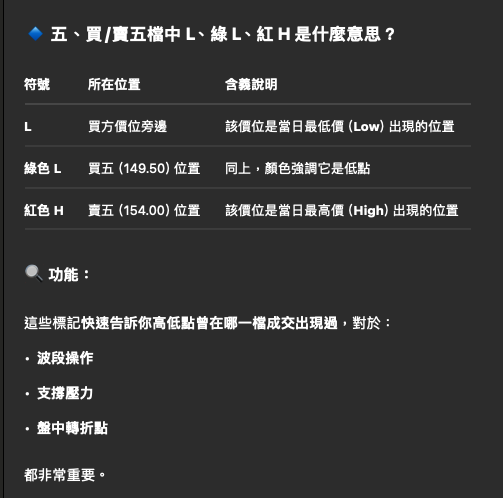 🔷 五、買/賣五檔中 L、綠 L、紅 H 是什麼意思？
符號 所在位置 含義說明
L 買方價位旁邊 該價位是當日最低價 (Low) 出現的位置
綠色 L 買五 (149.50) 位置 同上，顏色強調它是低點
紅色 H 賣五 (154.00) 位置 該價位是當日最高價 (High) 出現的位置
🔍 功能：
這些標記快速告訴你高低點曾在哪一檔成交出現過，對於：
• 波段操作
• 支撐壓力
• 盤中轉折點
都非常重要。